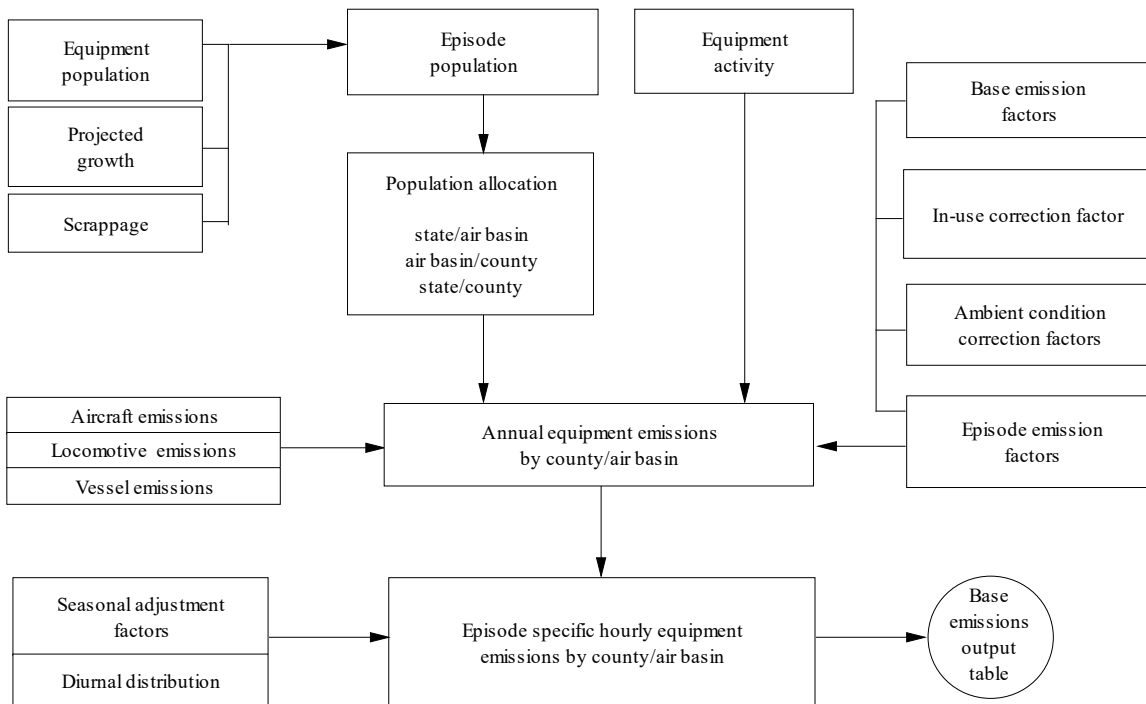 Equipment
population
Projected
growth
Scrappage
Episode
population
Population allocation
state/air basin
air basin/county
state/county
Equipment
activity
Base emission
factors
In-use correction factor
Ambient condition
correction factors
Episode emission
factors
Aircraft emissions
Locomotive emissions
Vessel emissions
Annual equipment emissions
by county/air basin
Seasonal adjustment
factors
Diurnal distribution
Episode specific hourly equipment
emissions by county/air basin
Base
emissions
output
table